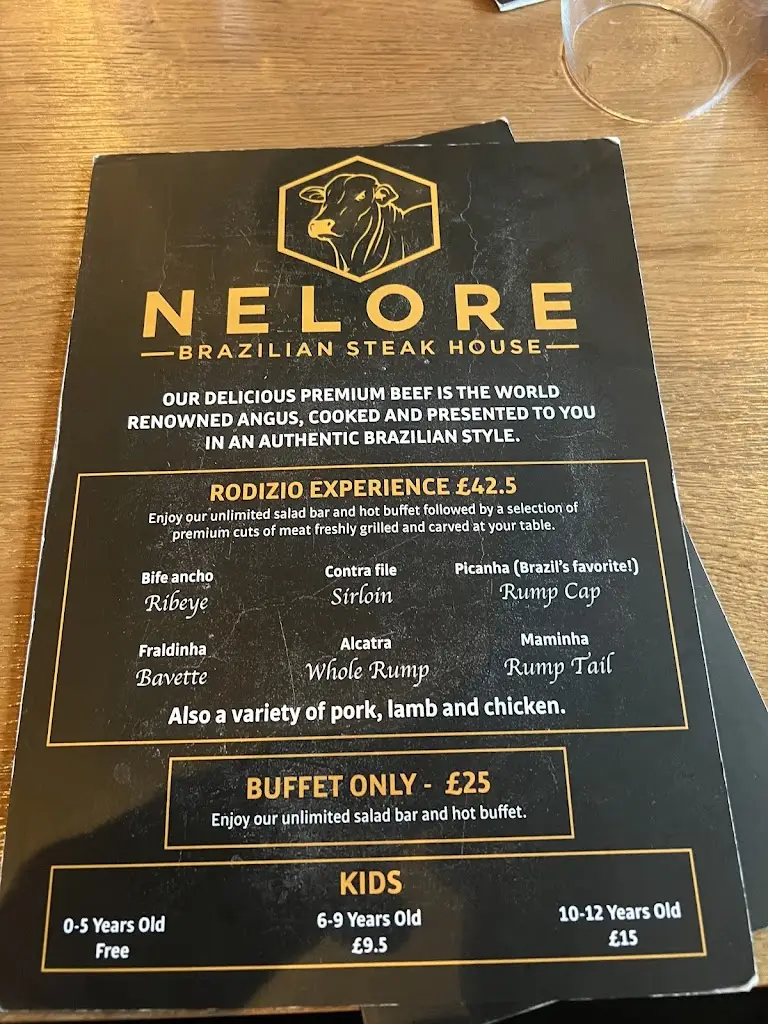 NELORE
BRAZILIAN STEAK HOUSE
OUR DELICIOUS PREMIUM BEEF IS THE WORLD
RENOWNED ANGUS, COOKED AND PRESENTED TO YOU
IN AN AUTHENTIC BRAZILIAN STYLE.
RODIZIO EXPERIENCE £42.5
Enjoy our unlimited salad bar and hot buffet followed by a selection of
premium cuts of meat freshly grilled and carved at your table.
Bife ancho Contra file Picanha (Brazil's favorite!)
Ribeye Sirloin Rump Cap
Fraldinha Alcatra Maminha
Bavette Whole Rump Rump Tail
Also a variety of pork, lamb and chicken.
BUFFET ONLY - £25
Enjoy our unlimited salad bar and hot buffet.
KIDS
0-5 Years Old 6-9 Years Old 10-12 Years Old
Free £9.5 £15